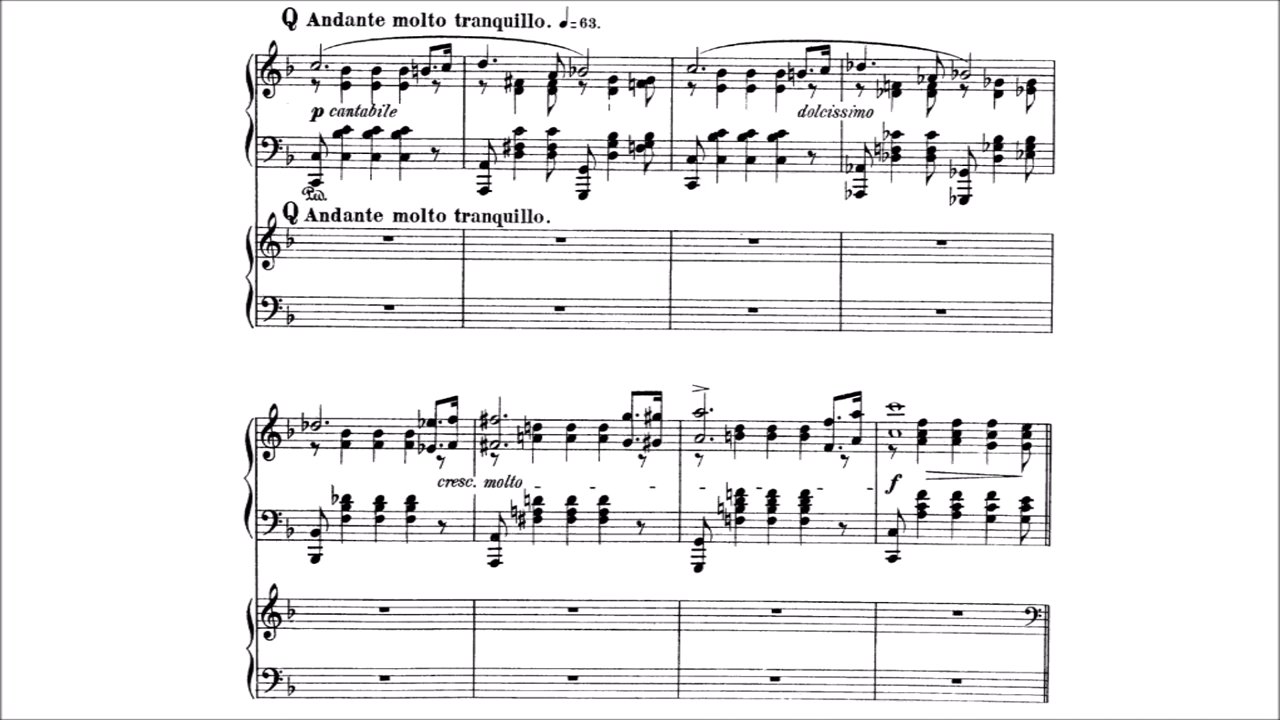 Q Andante molto tranquillo. ♩=63.
p cantabile
dolcissimo
Ped.
Q Andante molto tranquillo.
cresc. molto
f